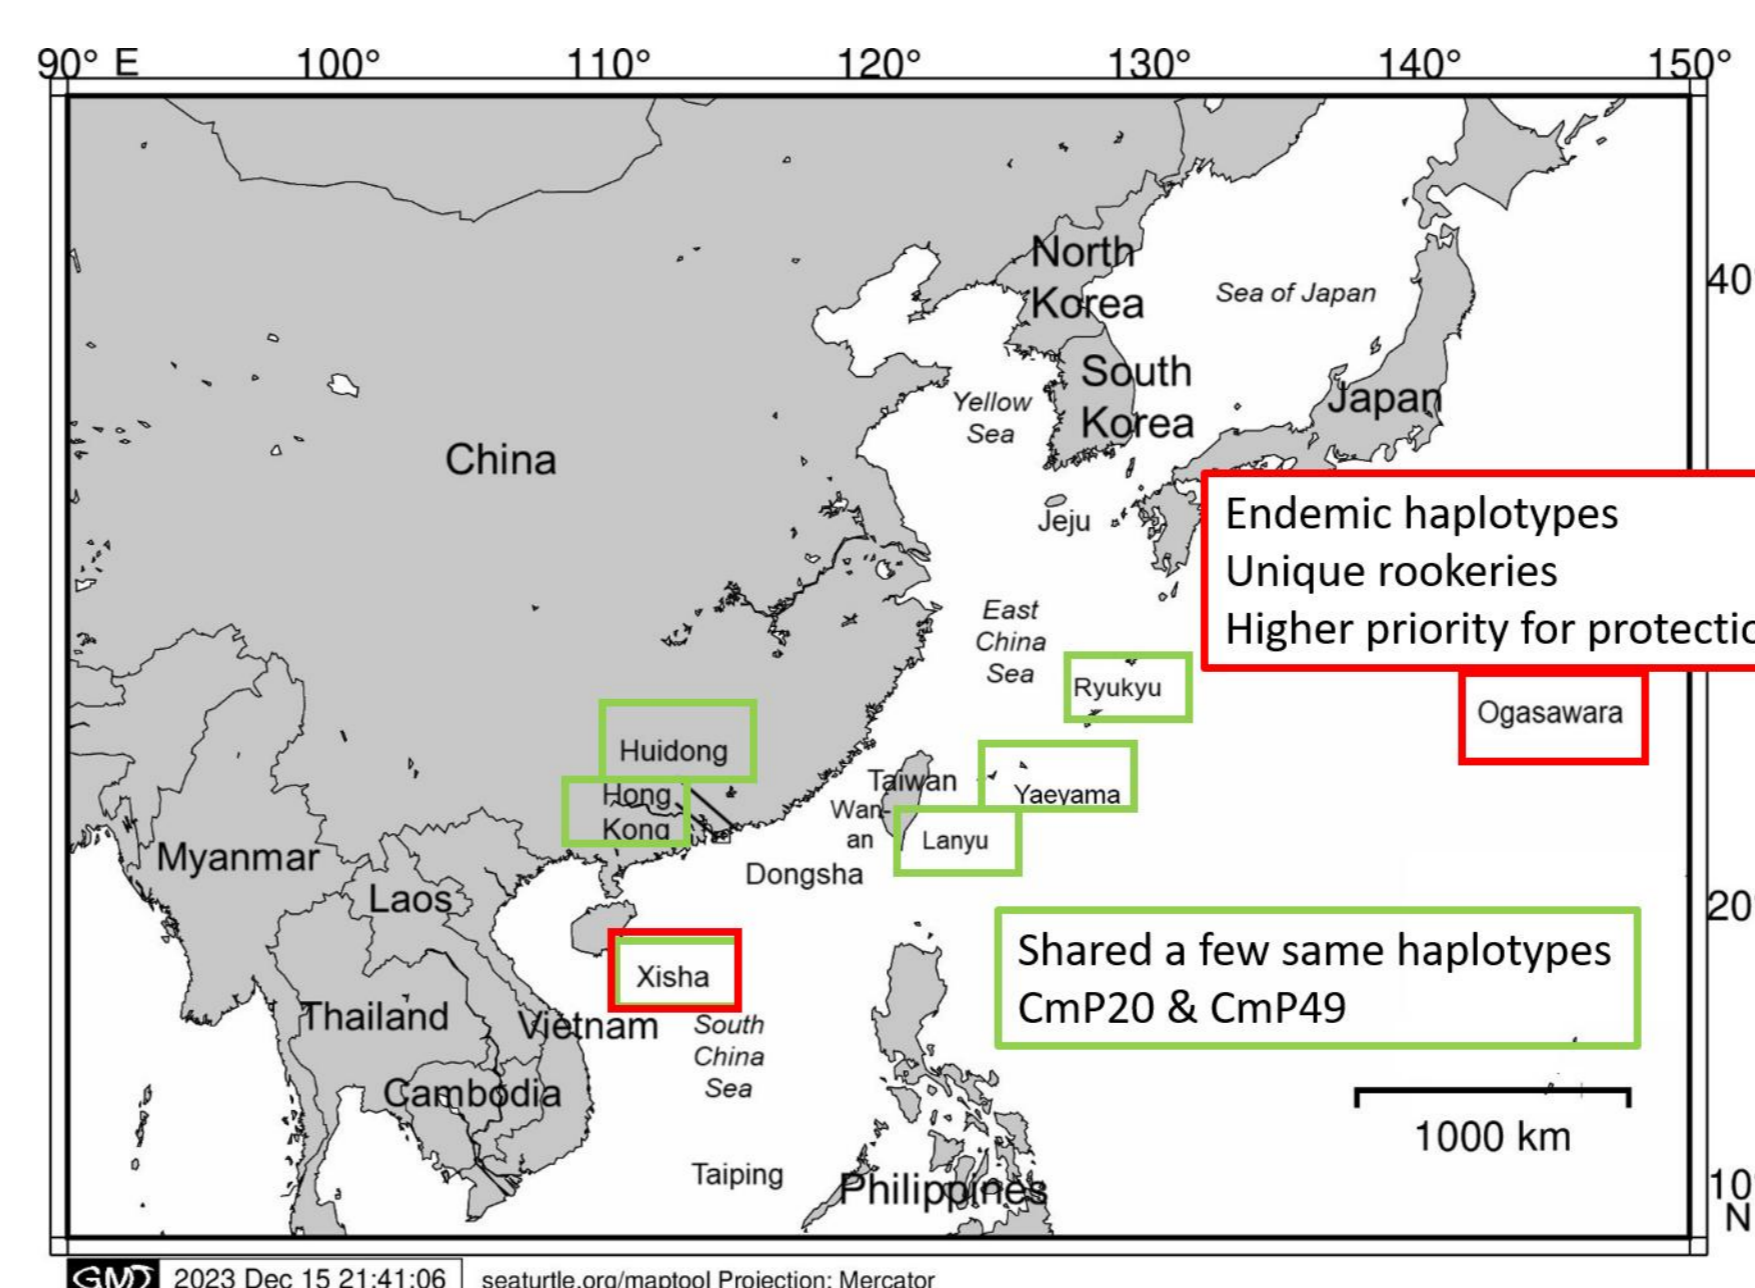 90° E 100° 110° 120° 130° 140° 150°
North
Korea
Sea of Japan
40°
South
Korea
Yellow
Sea
Japan
China
Jeju
Endemic haplotypes
Unique rookeries
Higher priority for protectio
East
China
Sea
Ryukyu
Ogasawara
Huidong
Hong
Kong
Taiwan
Yaeyama
Wan-
an
Lanyu
Myanmar
Dongsha
Laos
20°
Shared a few same haplotypes
CmP20 & CmP49
Xisha
Thailand
Vietnam
South
China
Sea
Cambodia
1000 km
Taiping
Philippines
10°
N
GMD 2023 Dec 15 21:41:06 seaturtle.org/maptool Projection: Mercator